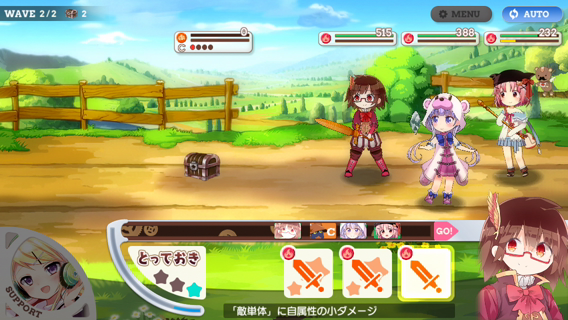 WAVE 2/2 2
MENU
AUTO
0
C
515
388
232
C
GO!
とっておき
SUPPORT
「敵単体」に自属性の小ダメージ